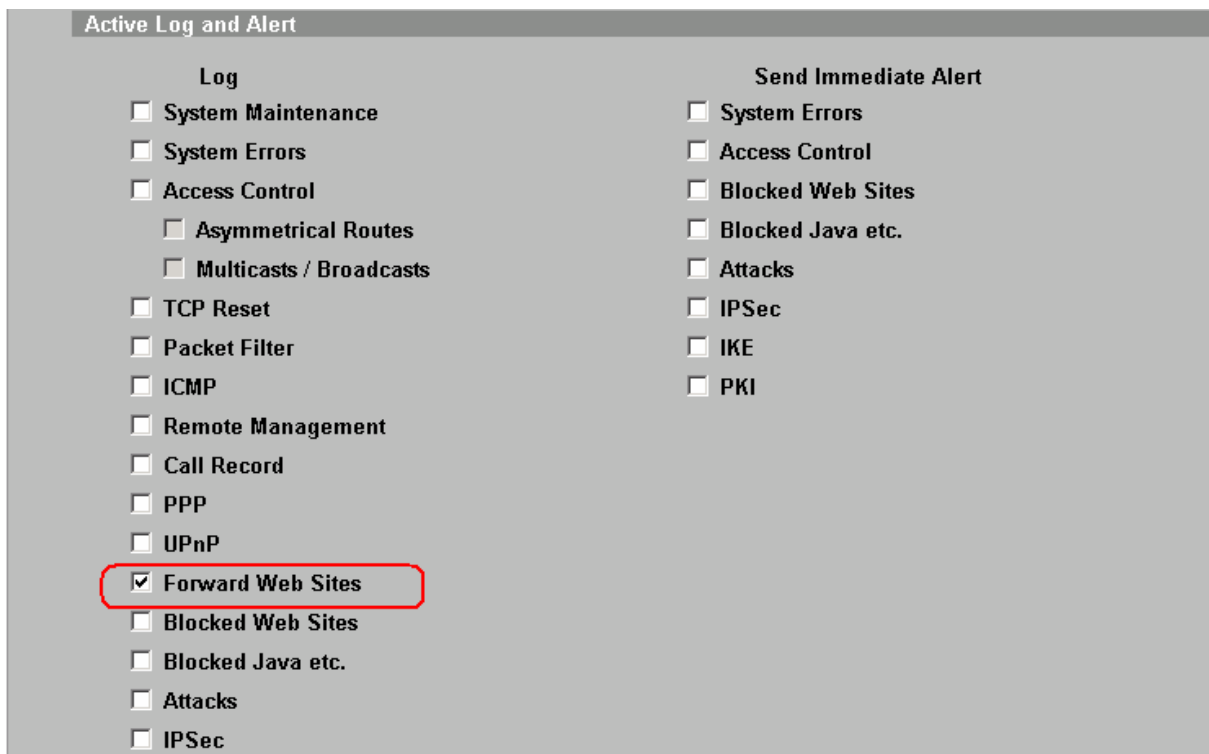 Active Log and Alert
Log
System Maintenance
System Errors
Access Control
Asymmetrical Routes
Multicasts / Broadcasts
TCP Reset
Packet Filter
ICMP
Remote Management
Call Record
PPP
UPnP
Forward Web Sites
Blocked Web Sites
Blocked Java etc.
Attacks
IPSec
Send Immediate Alert
System Errors
Access Control
Blocked Web Sites
Blocked Java etc.
Attacks
IPSec
IKE
PKI